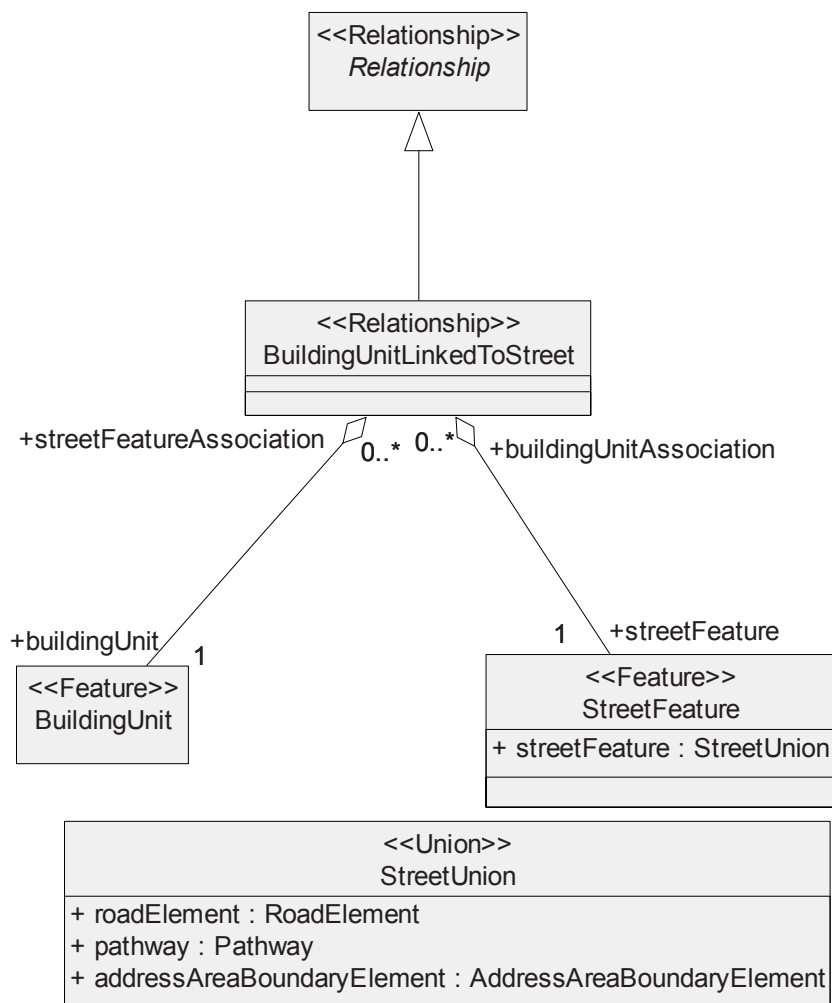 <<Relationship>>
Relationship
<<Relationship>>
BuildingUnitLinkedToStreet
+streetFeatureAssociation
0..*
0..*
+buildingUnitAssociation
+buildingUnit
1
1
+streetFeature
<<Feature>>
BuildingUnit
<<Feature>>
StreetFeature
+ streetFeature : StreetUnion
<<Union>>
StreetUnion
+ roadElement : RoadElement
+ pathway : Pathway
+ addressAreaBoundaryElement : AddressAreaBoundaryElement